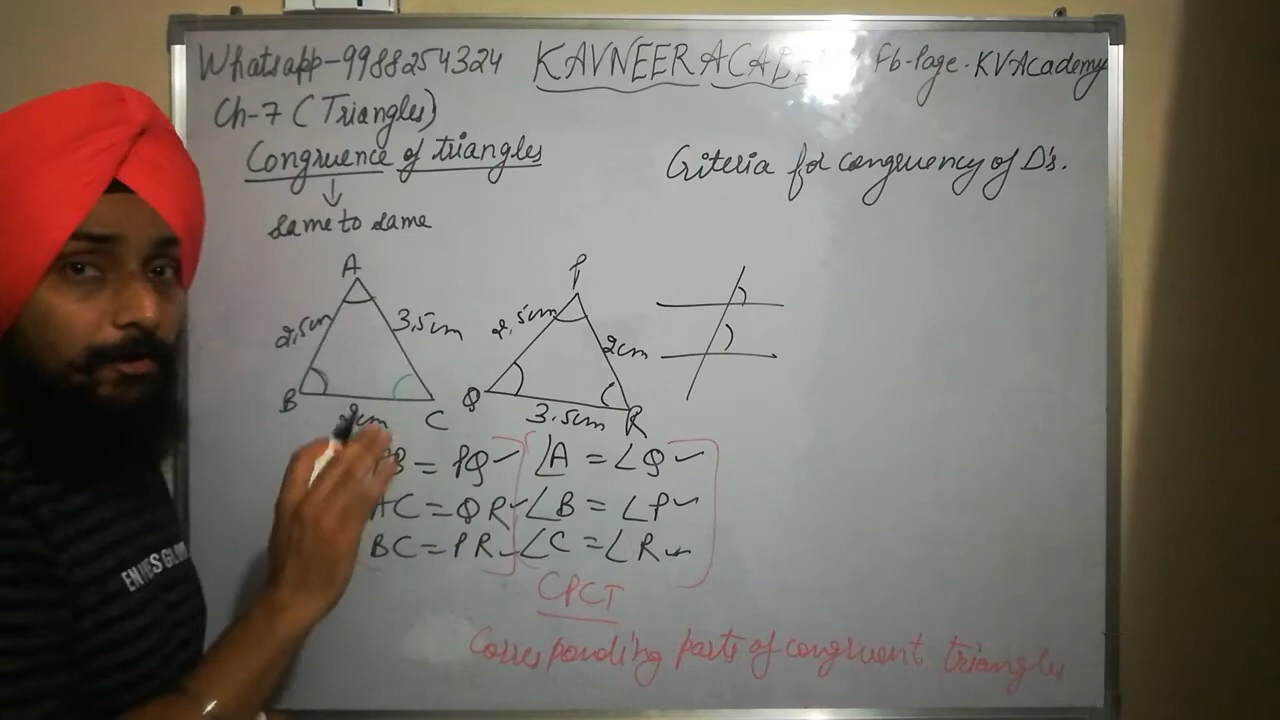 Whatsapp-9988254324 KAVNEER ACAD Fb-Page-KVAcademy
Ch-7 (Triangles)
Congruence of triangles
↓
Same to Same
Criteria for congruency of Δ's.
A
2.5cm 3.5cm
B 2cm C
P
2.5cm 2cm
Q 3.5cm R
AB = PQ ✓ ∠A = ∠Q ✓
AC = QR ✓ ∠B = ∠P ✓
BC = PR ✓ ∠C = ∠R ✓
CPCT
Corresponding parts of congruent triangles